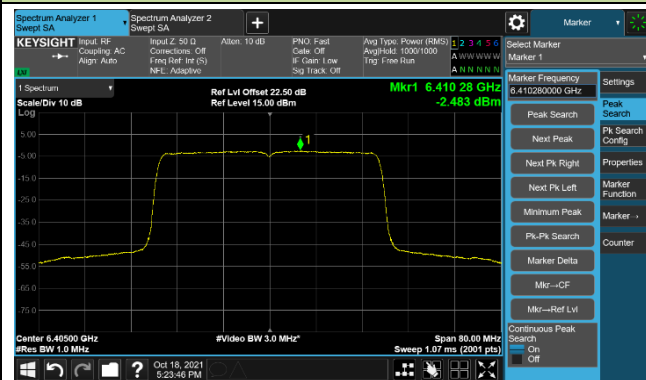 Spectrum Analyzer 1
Swept SA
Spectrum Analyzer 2
Swept SA
Marker
KEYSIGHT
Input: RF
Coupling: AC
Align: Auto
Input Z: 50 Ω
Corrections: Off
Freq Ref: Int (S)
NFE: Adaptive
Atten: 10 dB
PNO: Fast
Gate: Off
IF Gain: Low
Sig Track: Off
Avg Type: Power (RMS)
Avg|Hold: 1000/1000
Trig: Free Run
1 2 3 4 5 6
A W W W W W
A N N N N N
LXI
Select Marker
Marker 1
Marker Frequency
6.410280000 GHz
Settings
Peak Search
Peak
Search
Next Peak
Pk Search
Config
Next Pk Right
Properties
Next Pk Left
Marker
Function
Minimum Peak
Marker→
Pk-Pk Search
Counter
Marker Delta
Mkr→CF
Mkr→Ref Lvl
Continuous Peak
Search
On
Off
1 Spectrum
Scale/Div 10 dB
Log
Ref Lvl Offset 22.50 dB
Ref Level 15.00 dBm
Mkr1 6.410 28 GHz
-2.483 dBm
1
5.00
-5.00
-15.0
-25.0
-35.0
-45.0
-55.0
-65.0
-75.0
Center 6.40500 GHz
#Res BW 1.0 MHz
#Video BW 3.0 MHz*
Span 80.00 MHz
Sweep 1.07 ms (2001 pts)
Oct 18, 2021
5:23:46 PM